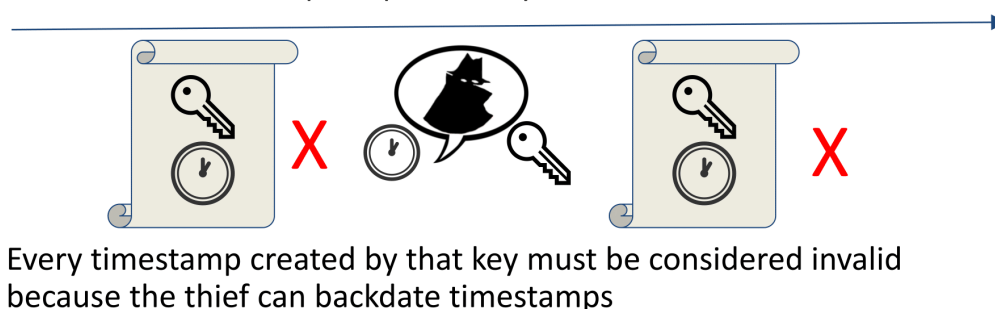 X
X
Every timestamp created by that key must be considered invalid
because the thief can backdate timestamps